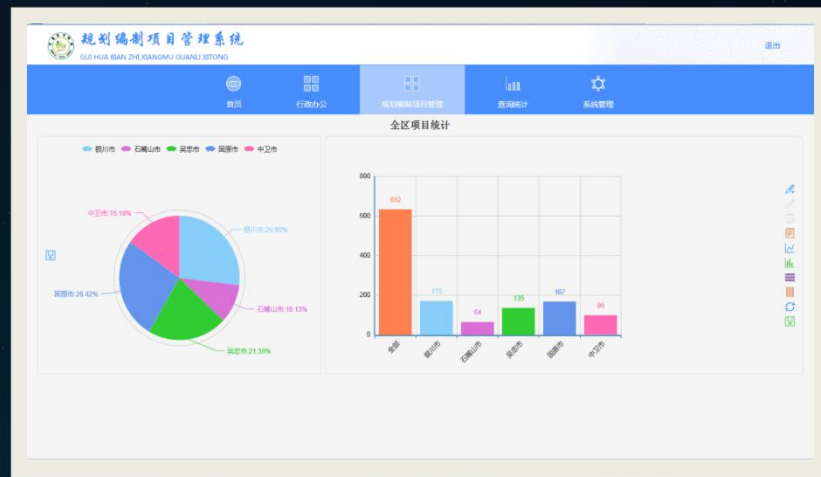 规划编制项目管理系统
GUI HUA BIAN ZHI XIANGMU GUANLI XITONG
退出
首页
行政办公
规划编制项目管理
查询统计
系统管理
全区项目统计
银川市 石嘴山市 吴忠市 固原市 中卫市
中卫市:15.19%
银川市:26.90%
固原市:26.42%
石嘴山市:10.13%
吴忠市:21.36%
800
600
400
200
0
632
170
64
135
167
96
全部
银川市
石嘴山市
吴忠市
固原市
中卫市